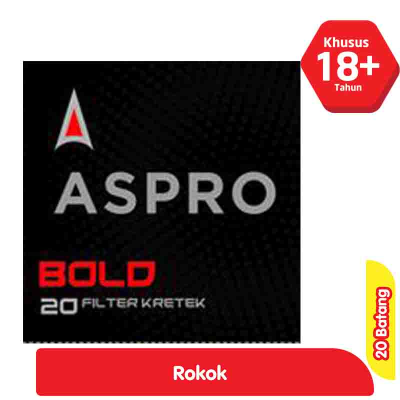 Khusus
18+
Tahun
ASPRO
BOLD
20 FILTER KRETEK
20 Batang
Rokok